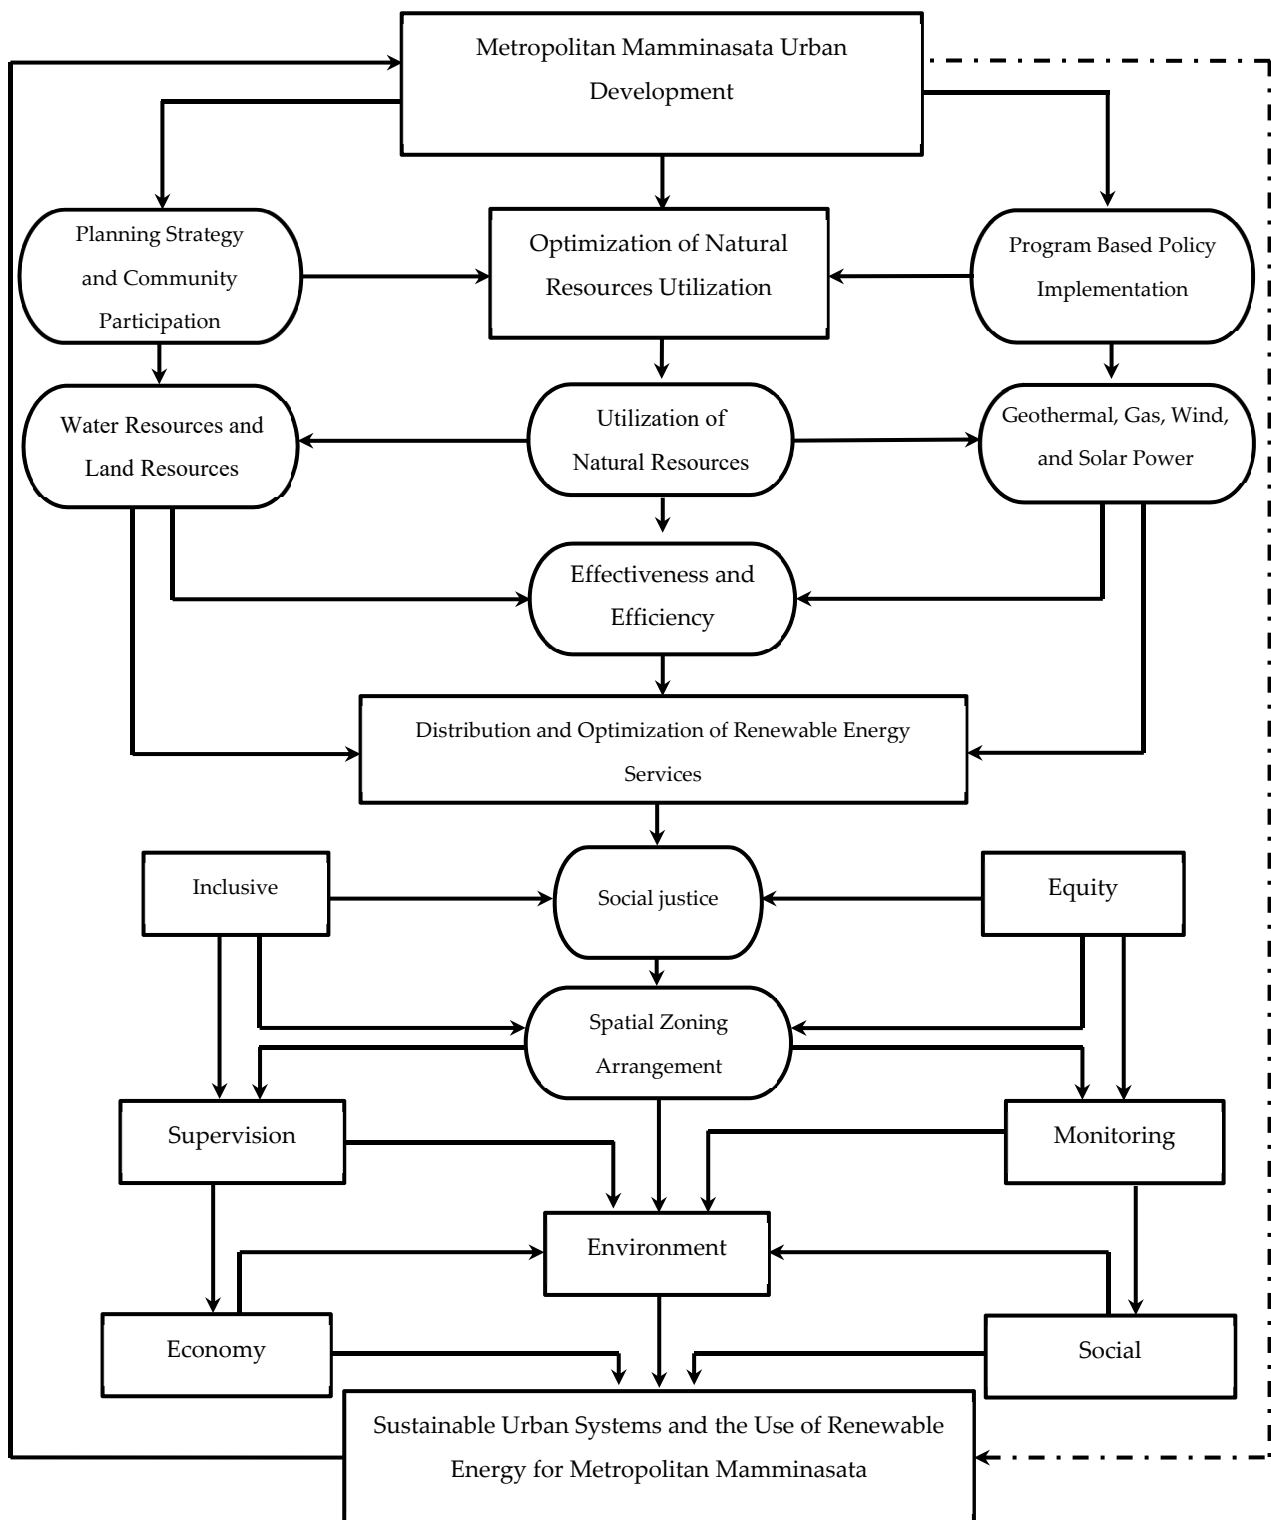 Metropolitan Mamminasata Urban
Development
Planning Strategy
and Community
Participation
Optimization of Natural
Resources Utilization
Program Based Policy
Implementation
Water Resources and
Land Resources
Utilization of
Natural Resources
Geothermal, Gas, Wind,
and Solar Power
Effectiveness and
Efficiency
Distribution and Optimization of Renewable Energy
Services
Inclusive
Social justice
Equity
Spatial Zoning
Arrangement
Supervision
Monitoring
Environment
Economy
Social
Sustainable Urban Systems and the Use of Renewable
Energy for Metropolitan Mamminasata